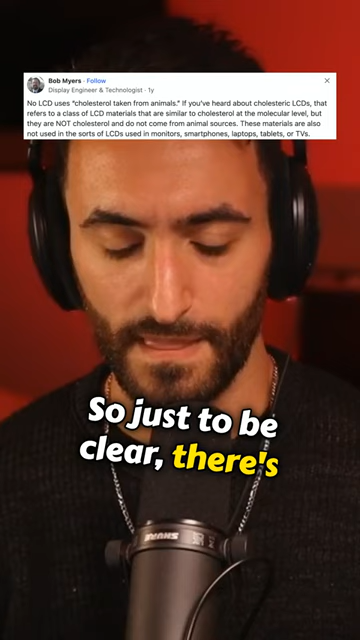 Bob Myers · Follow
Display Engineer & Technologist · 1y
No LCD uses "cholesterol taken from animals." If you've heard about cholesteric LCDs, that
refers to a class of LCD materials that are similar to cholesterol at the molecular level, but
they are NOT cholesterol and do not come from animal sources. These materials are also
not used in the sorts of LCDs used in monitors, smartphones, laptops, tablets, or TVs.
So just to be
clear, there's
SHURE